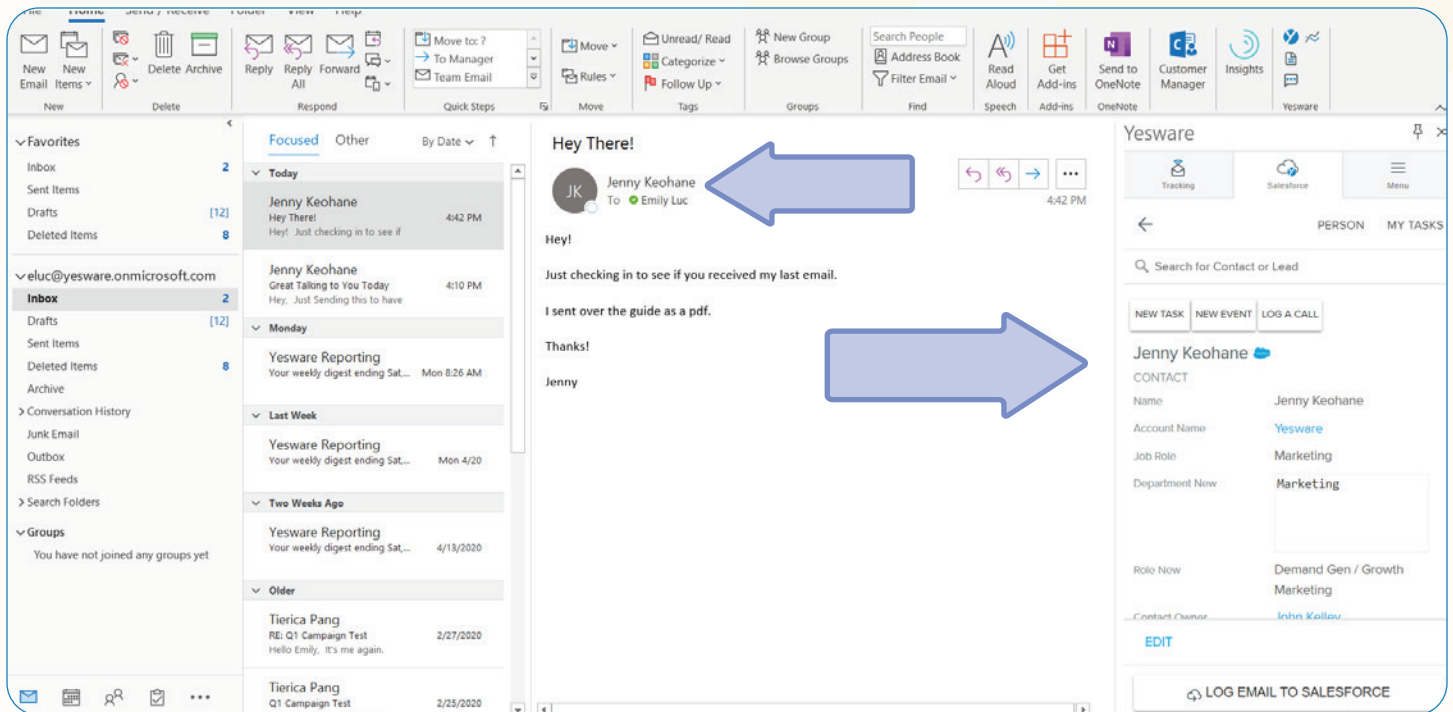 File Home Send / Receive Folder View Help
New Email
New Items
Delete
Archive
Reply
Reply All
Forward
Move to: ?
To Manager
Team Email
Move
Rules
Unread/ Read
Categorize
Follow Up
New Group
Browse Groups
Search People
Address Book
Filter Email
Read Aloud
Get Add-ins
Send to OneNote
Customer Manager
Insights
New
Delete
Respond
Quick Steps
Move
Tags
Groups
Find
Speech
Add-ins
OneNote
Yesware
Favorites
Inbox 2
Sent Items
Drafts [12]
Deleted Items 8
eluc@yesware.onmicrosoft.com
Inbox 2
Drafts [12]
Sent Items
Deleted Items 8
Archive
Conversation History
Junk Email
Outbox
RSS Feeds
Search Folders
Groups
You have not joined any groups yet
Focused Other By Date
Today
Jenny Keohane
Hey There! 4:42 PM
Hey! Just checking in to see if
Jenny Keohane
Great Talking to You Today 4:10 PM
Hey, Just Sending this to have
Monday
Yesware Reporting
Your weekly digest ending Sat,... Mon 8:26 AM
Last Week
Yesware Reporting
Your weekly digest ending Sat,... Mon 4/20
Two Weeks Ago
Yesware Reporting
Your weekly digest ending Sat,... 4/13/2020
Older
Tierica Pang
RE: Q1 Campaign Test 2/27/2020
Hello Emily, It's me again.
Tierica Pang
Q1 Campaign Test 2/25/2020
Hey There!
JK
Jenny Keohane
To Emily Luc
4:42 PM
Hey!
Just checking in to see if you received my last email.
I sent over the guide as a pdf.
Thanks!
Jenny
Yesware
Tracking
Salesforce
Menu
PERSON MY TASKS
Search for Contact or Lead
NEW TASK NEW EVENT LOG A CALL
Jenny Keohane
CONTACT
Name Jenny Keohane
Account Name Yesware
Job Role Marketing
Department New Marketing
Role New Demand Gen / Growth
Marketing
Contact Owner John Kelley
EDIT
LOG EMAIL TO SALESFORCE